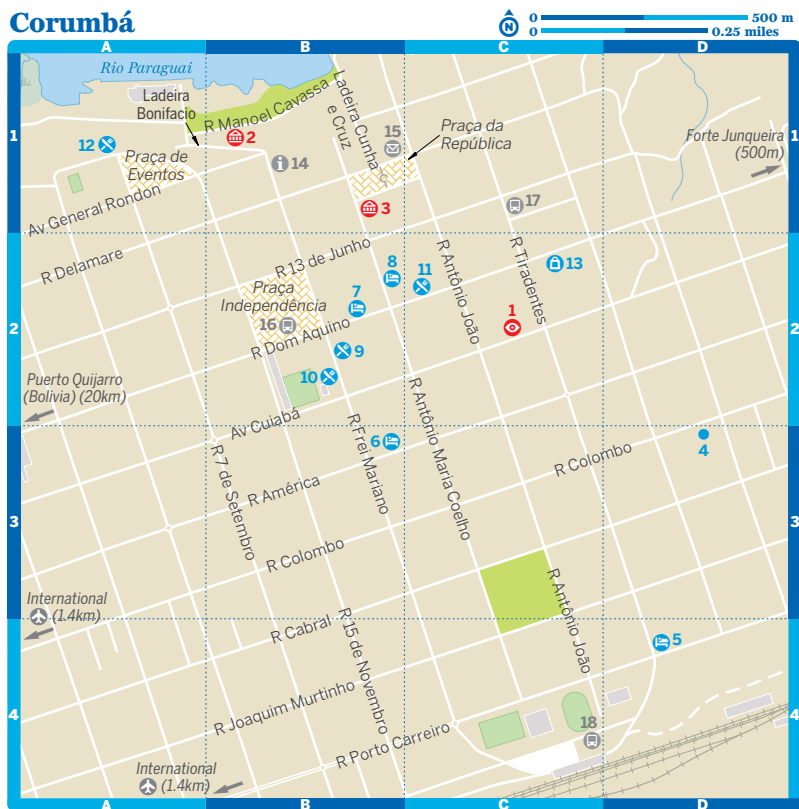 Corumbá
N
0 500 m
0 0.25 miles
A B C D
Rio Paraguai
Ladeira
Bonifacio
R Manoel Cavassa
Ladeira Cunha
e Cruz
15
Praça da
República
1 1
12
2
14
Forte Junqueira
(500m)
Praça de
Eventos
3
17
Av General Rondon
R Delamare
R 13 de Junho
8
11
R Antônio João
R Tiradentes
13
Praça
Independência
7
16
1
2 2
R Dom Aquino
9
10
Puerto Quijarro
(Bolivia) (20km)
Av Cuiabá
R Frei Mariano
R Antônio Maria Coelho
6
4
R 7 de Setembro
R América
R Colombo
3 3
R Colombo
International
(1.4km)
R Antônio João
R Cabral
R 15 de Novembro
5
R Joaquim Murtinho
4 4
18
R Porto Carreiro
International
(1.4km)
A B C D